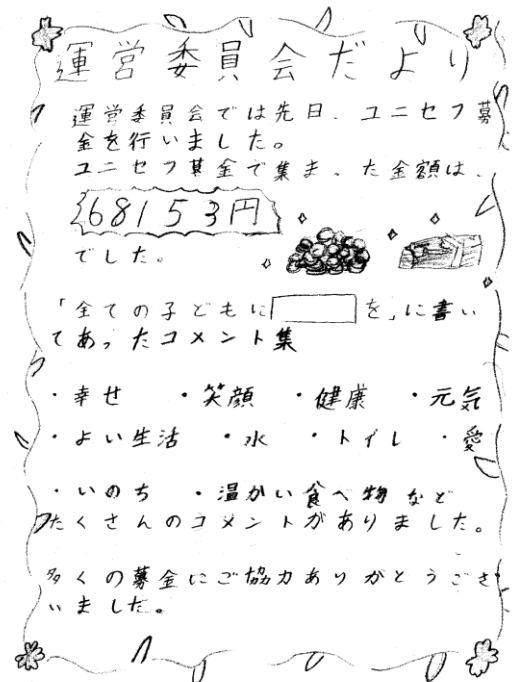 運営委員会だより
運営委員会では先日、ユニセフ募
金を行いました。
ユニセフ募金で集まった金額は、
68153円
でした。
「全ての子どもに を」に書い
てあったコメント集
・幸せ ・笑顔 ・健康 ・元気
・よい生活 ・水 ・トイレ ・愛
・いのち ・温かい食べ物 など
たくさんのコメントがありました。
多くの募金にご協力ありがとうござ
いました。